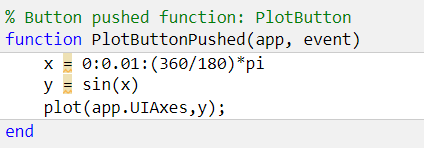 % Button pushed function: PlotButton
function PlotButtonPushed(app, event)
x = 0:0.01:(360/180)*pi
y = sin(x)
plot(app.UIAxes,y);
end